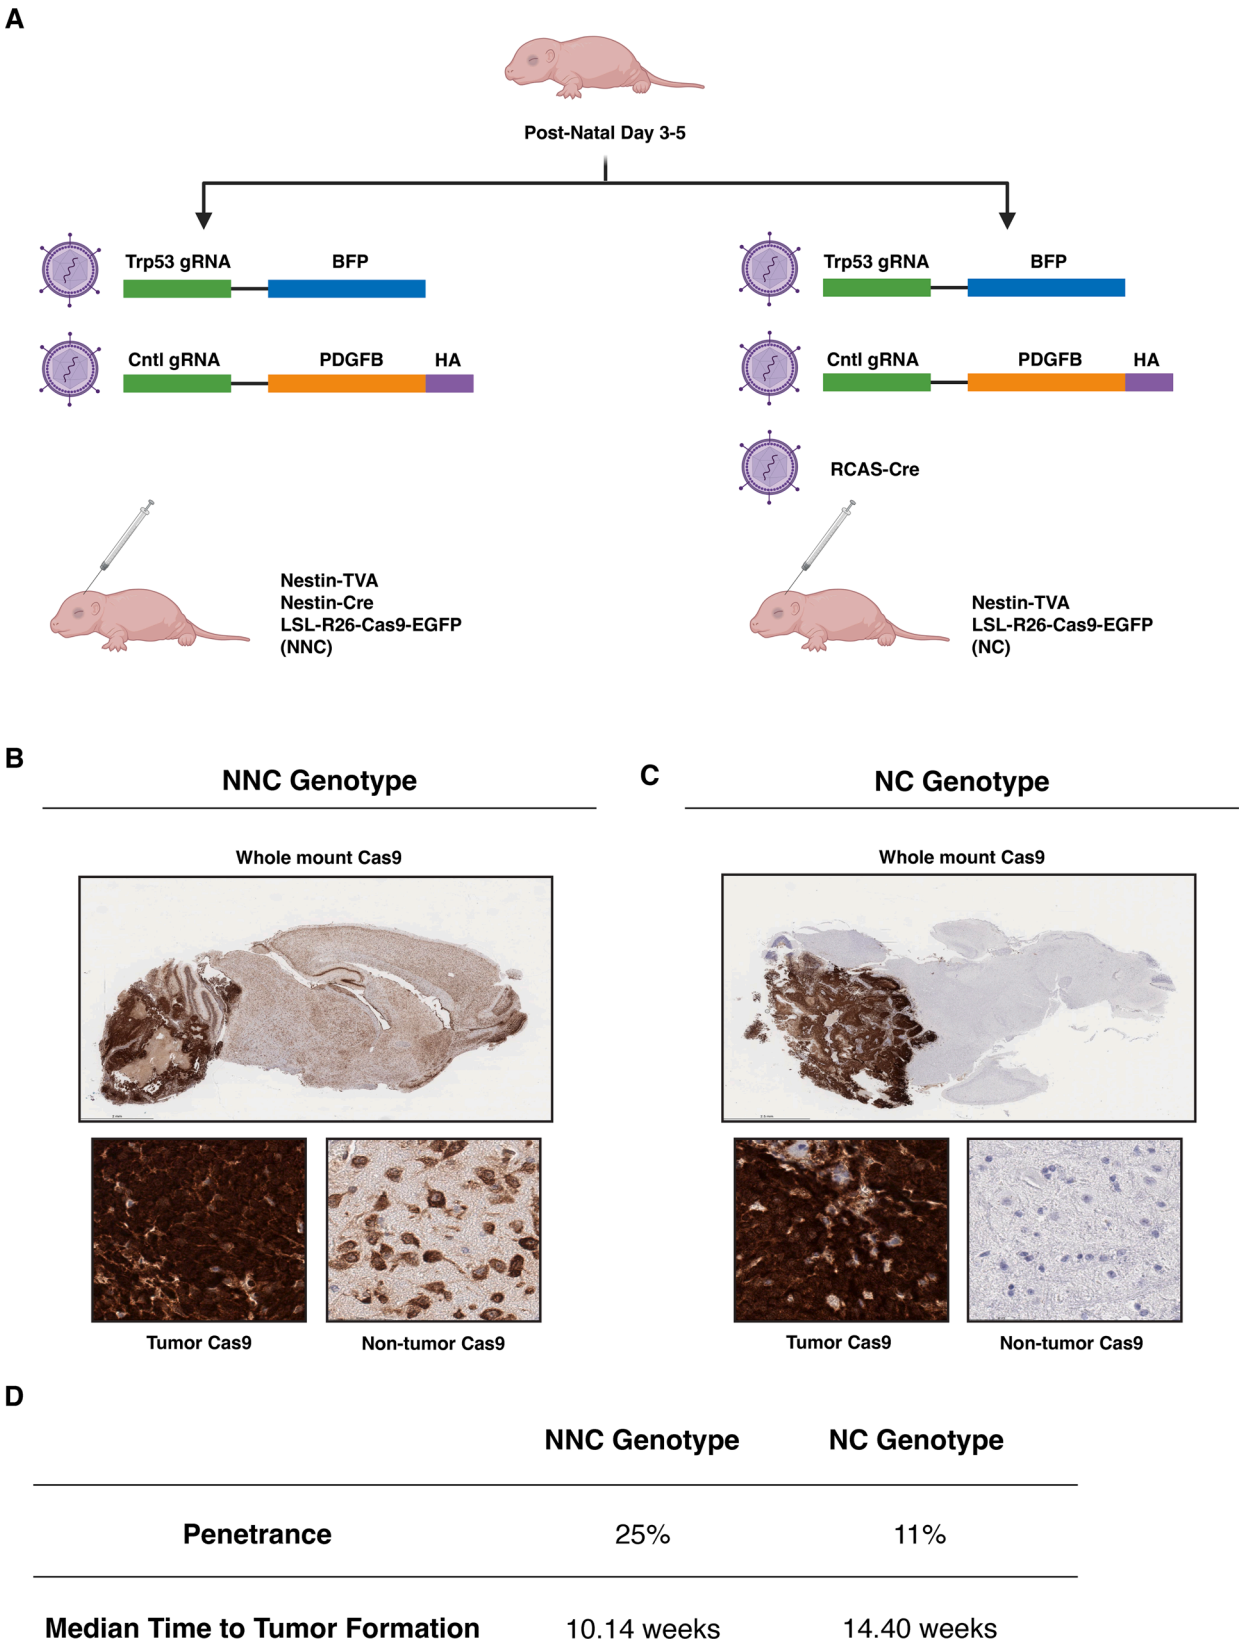 A
Post-Natal Day 3-5
Trp53 gRNA BFP
Cntl gRNA PDGFB HA
Nestin-TVA
Nestin-Cre
LSL-R26-Cas9-EGFP
(NNC)
Trp53 gRNA BFP
Cntl gRNA PDGFB HA
RCAS-Cre
Nestin-TVA
LSL-R26-Cas9-EGFP
(NC)
B
NNC Genotype
Whole mount Cas9
Tumor Cas9 Non-tumor Cas9
C
NC Genotype
Whole mount Cas9
Tumor Cas9 Non-tumor Cas9
D
NNC Genotype NC Genotype
Penetrance 25% 11%
Median Time to Tumor Formation 10.14 weeks 14.40 weeks